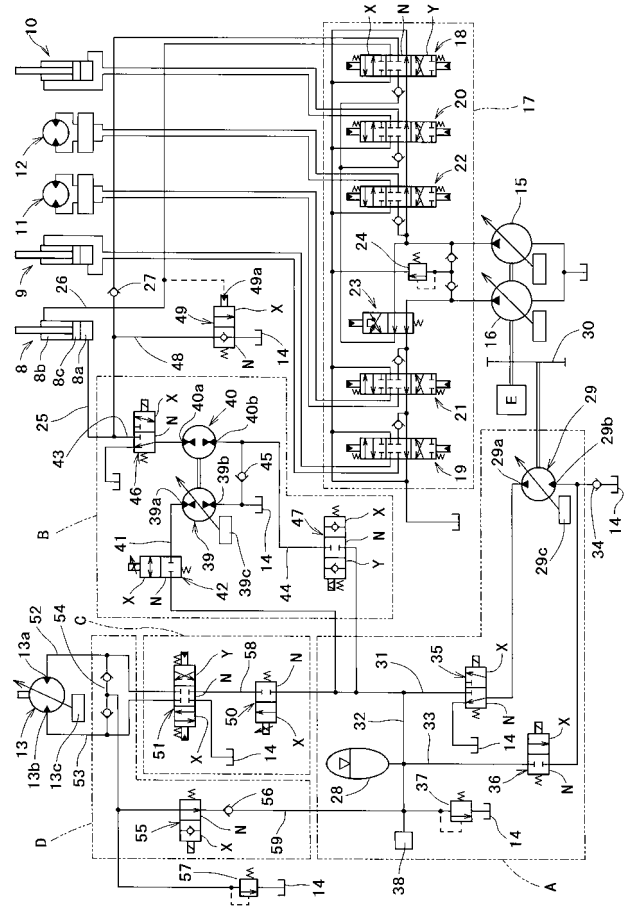 13
13a
52
54
C
D
13b
13c
53
58
Y
N
X
51
50
N
X
14
55
56
N
X
59
57
14
B
41
39a
40a
40
40b
39b
39
39c
45
14
42
X
N
43
46
X
N
44
47
X
N
Y
25
8
8b
8c
8a
26
9
11
12
10
27
49
49a
X
N
48
14
X
N
Y
18
17
20
22
24
23
21
19
15
16
E
30
29
29a
29b
29c
34
14
31
32
33
35
X
N
14
28
36
X
N
37
14
38
A